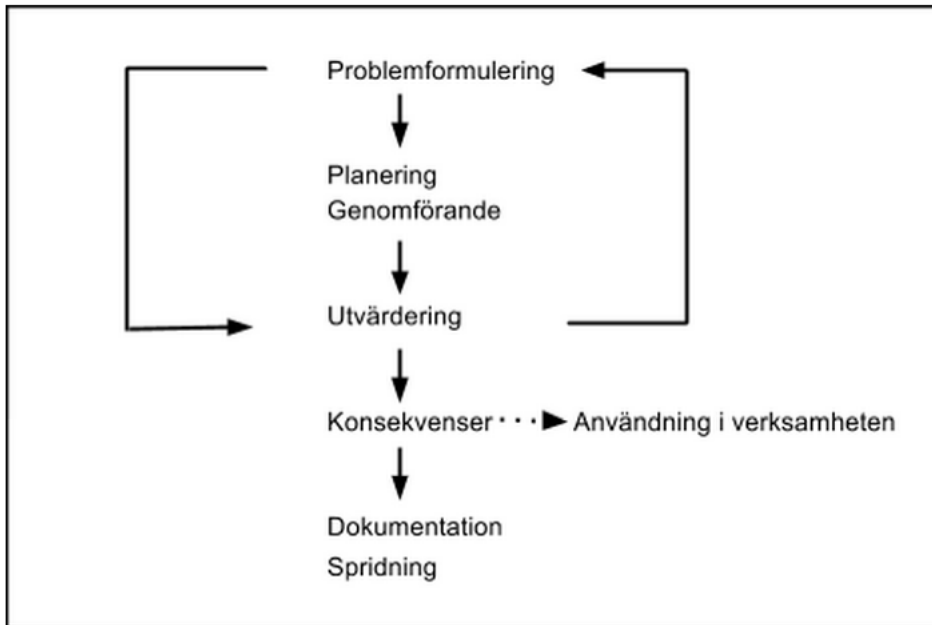 Problemformulering
Planering
Genomförande
Utvärdering
Konsekvenser ··· Användning i verksamheten
Dokumentation
Spridning